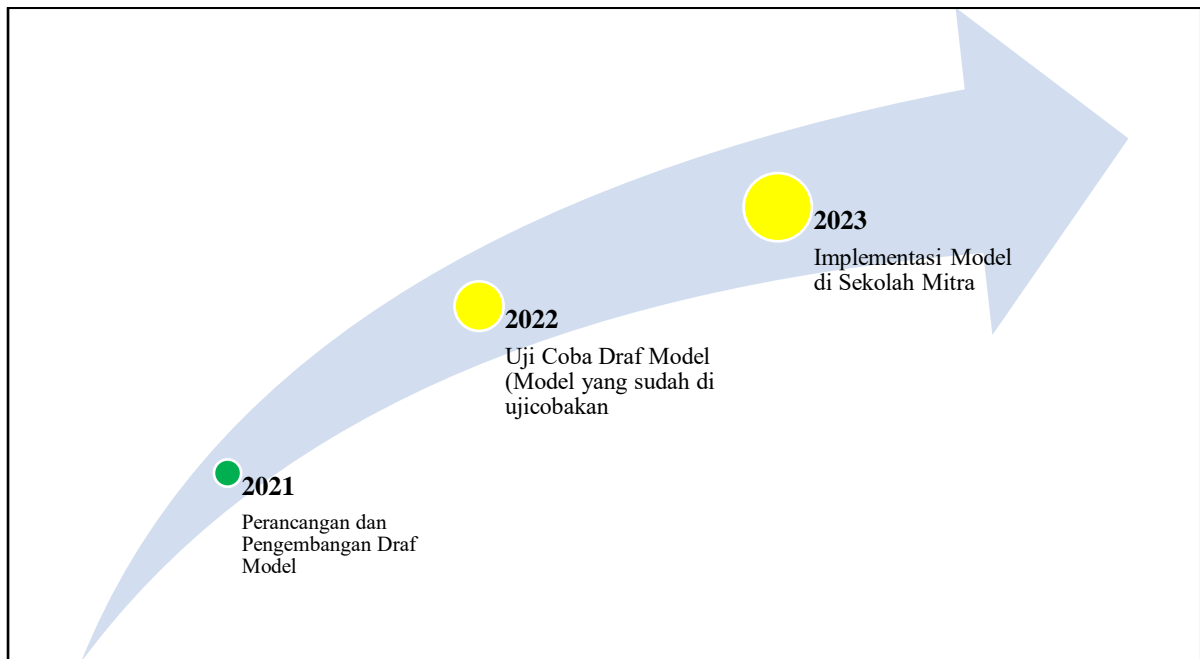 2023
Implementasi Model
di Sekolah Mitra
2022
Uji Coba Draf Model
(Model yang sudah di
ujicobakan
2021
Perancangan dan
Pengembangan Draf
Model